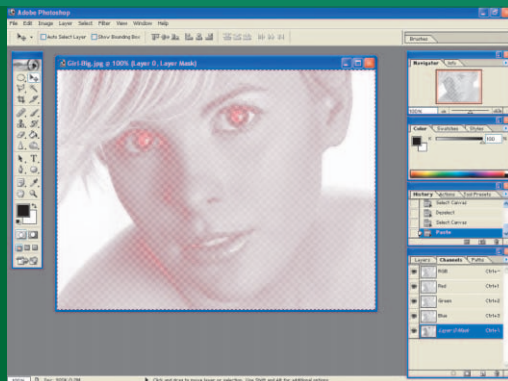 Adobe Photoshop
File Edit Image Layer Select Filter View Window Help
Auto Select Layer Show Bounding Box
Brushes
Girl.jpg @ 100% (Layer 0, Layer Mask)
Navigator Info
100%
Color Swatches Styles
K 100 %
History Actions Tool Presets
Select Canvas
Deselect
Select Canvas
Paste
Layers Channels Paths
RGB Ctrl+~
Red Ctrl+1
Green Ctrl+2
Blue Ctrl+3
Layer 0 Mask Ctrl+\
Click and drag to move layer or selection. Use Shift and Alt for additional options.